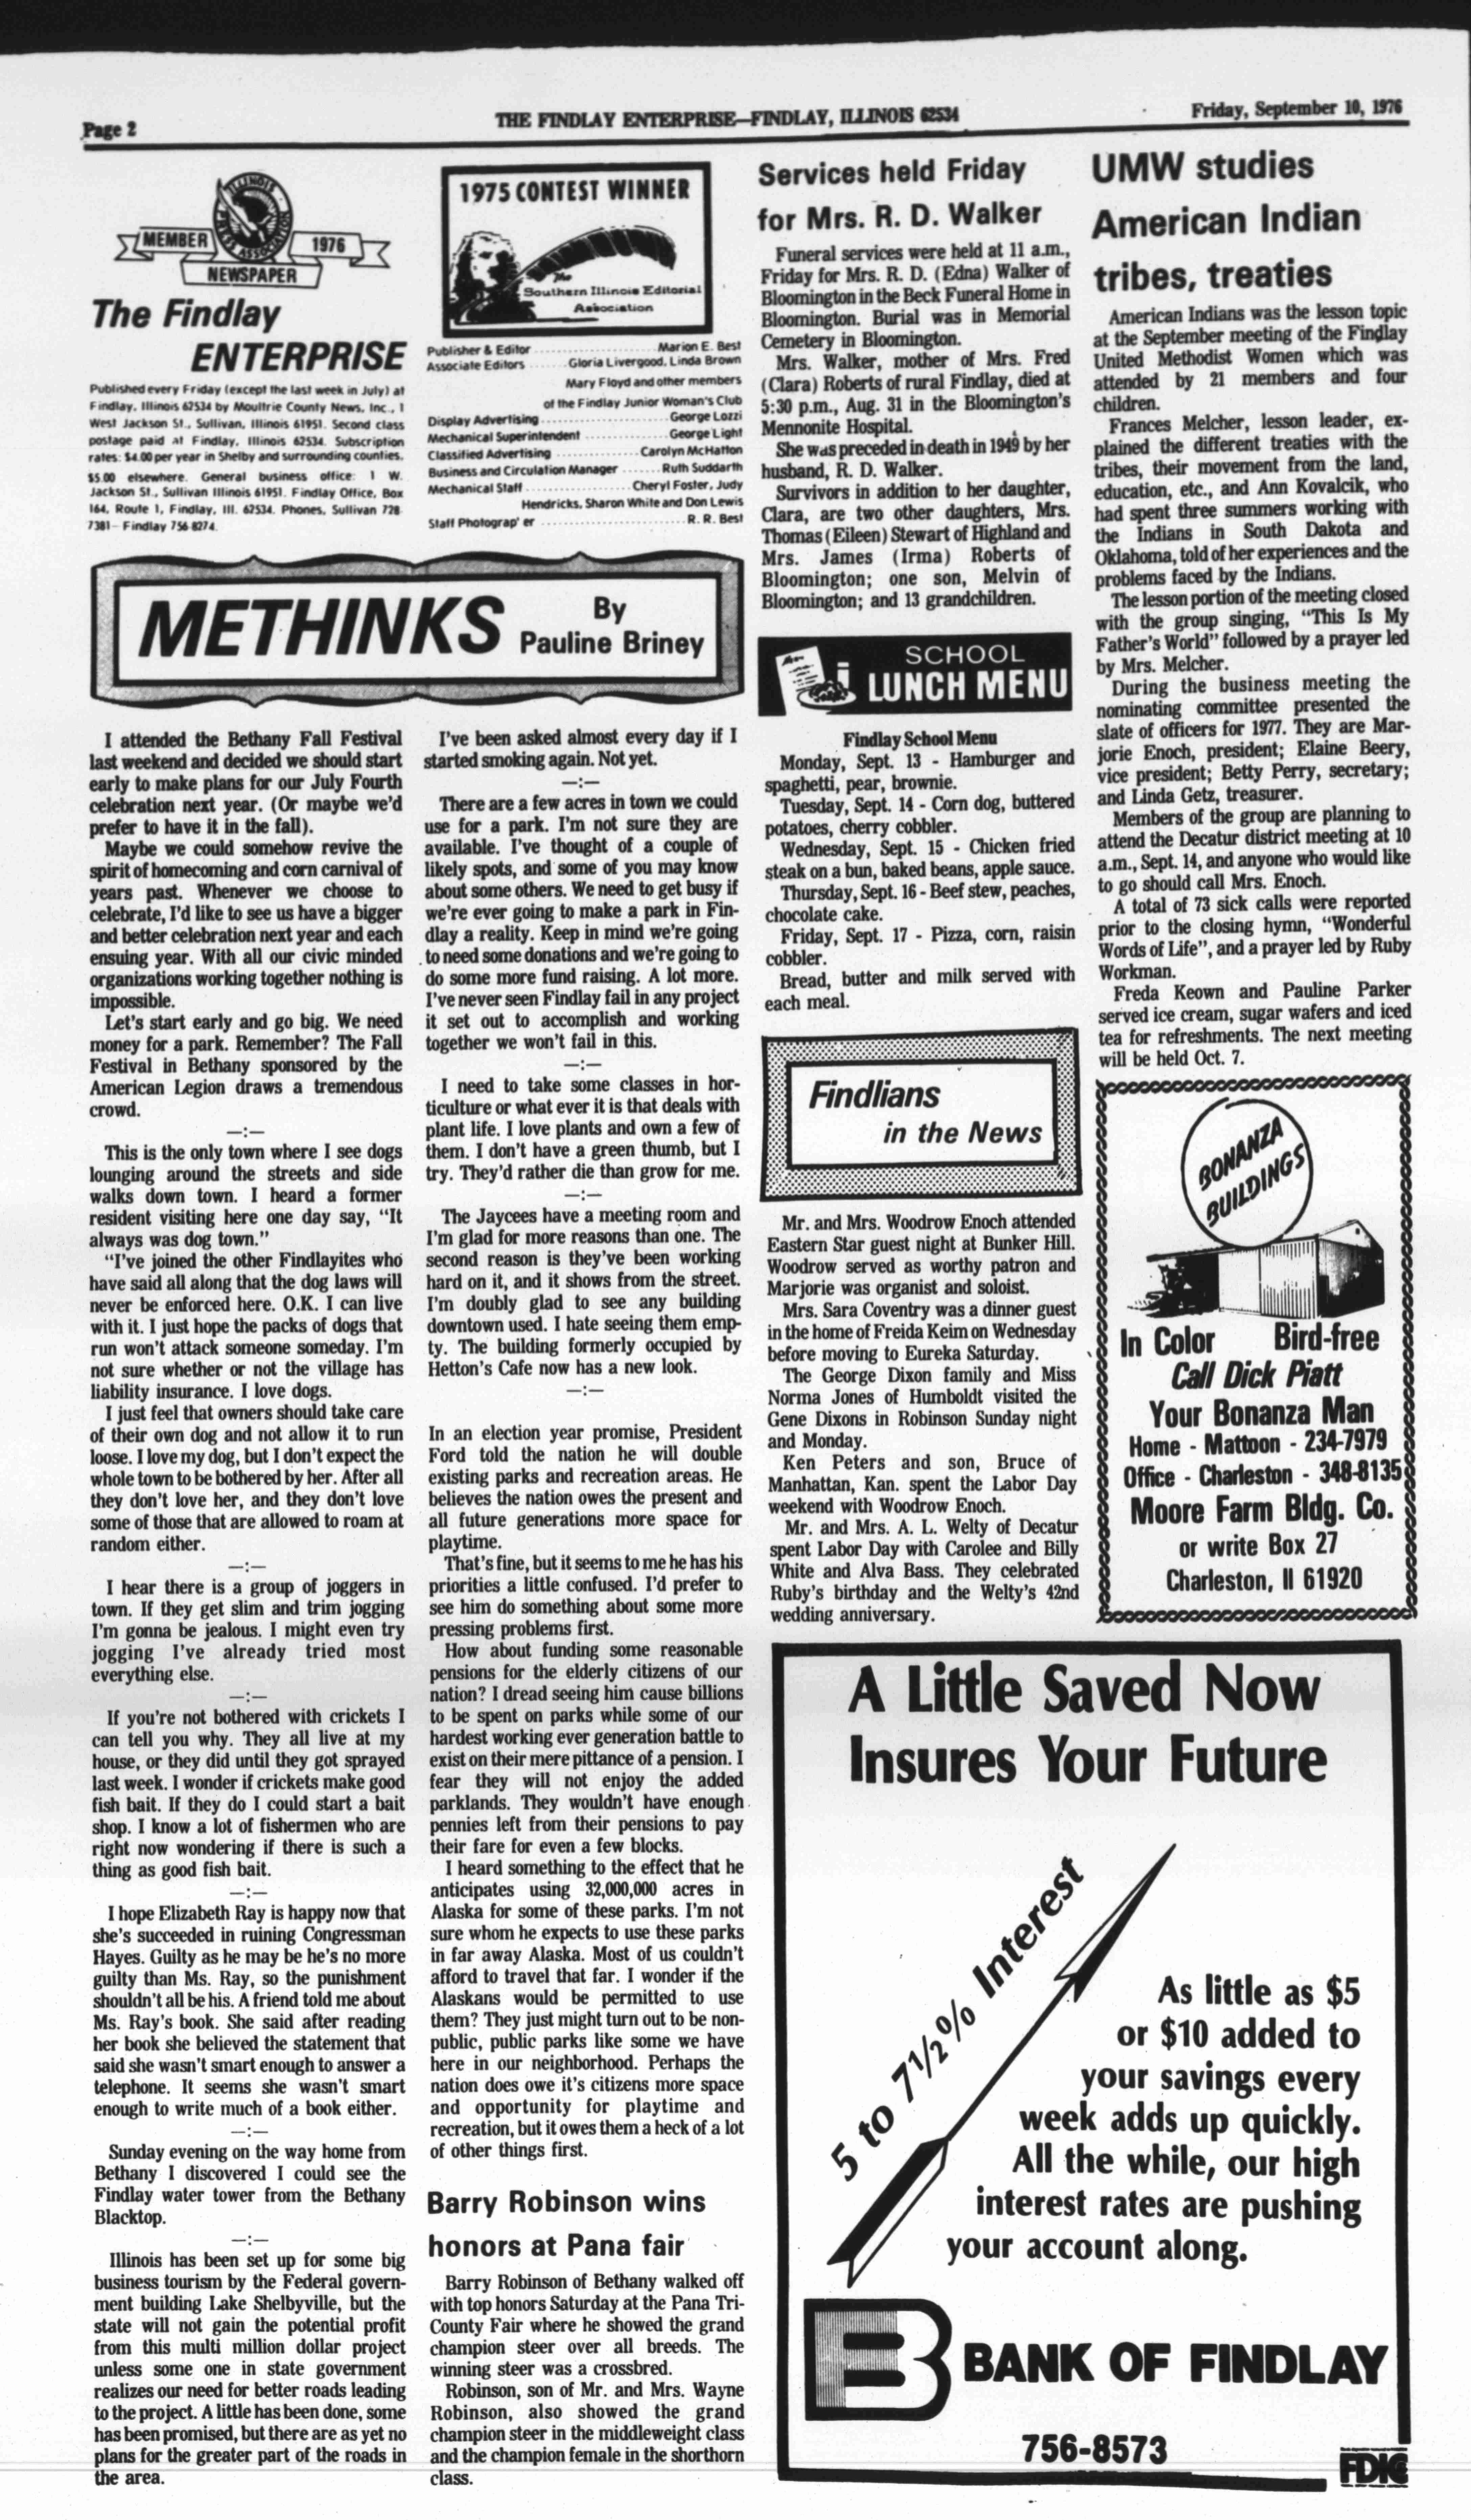 Page 2
THE FINDLAY ENTERPRISE—FINDLAY, ILLINOIS 62534
Friday, September 10, 1976
ILLINOIS
PRESS ASSOCIATION
MEMBER
1976
NEWSPAPER
The Findlay
ENTERPRISE
Published every Friday (except the last week in July) at
Findlay, Illinois 62534 by Moultrie County News, Inc., 1
West Jackson St., Sullivan, Illinois 61951. Second class
postage paid at Findlay, Illinois 62534. Subscription
rates: $4.00 per year in Shelby and surrounding counties.
$5.00 elsewhere. General business office: 1 W.
Jackson St., Sullivan Illinois 61951. Findlay Office, Box
164, Route 1, Findlay, Ill. 62534. Phones, Sullivan 728-
7381— Findlay 756-8274.
1975 CONTEST WINNER
The
Southern Illinois Editorial
Association
Publisher & Editor ..................... Marion E. Best
Associate Editors ....... Gloria Livergood, Linda Brown
Mary Floyd and other members
of the Findlay Junior Woman's Club
Display Advertising ..................... George Lozzi
Mechanical Superintendent .............. George Light
Classified Advertising ............... Carolyn McHatton
Business and Circulation Manager ....... Ruth Suddarth
Mechanical Staff .................. Cheryl Foster, Judy
Hendricks, Sharon White and Don Lewis
Staff Photograp' er ......................... R. R. Best
METHINKS
By
Pauline Briney
I attended the Bethany Fall Festival
last weekend and decided we should start
early to make plans for our July Fourth
celebration next year. (Or maybe we'd
prefer to have it in the fall).
Maybe we could somehow revive the
spirit of homecoming and corn carnival of
years past. Whenever we choose to
celebrate, I'd like to see us have a bigger
and better celebration next year and each
ensuing year. With all our civic minded
organizations working together nothing is
impossible.
Let's start early and go big. We need
money for a park. Remember? The Fall
Festival in Bethany sponsored by the
American Legion draws a tremendous
crowd.
—:—
This is the only town where I see dogs
lounging around the streets and side
walks down town. I heard a former
resident visiting here one day say, "It
always was dog town."
"I've joined the other Findlayites who
have said all along that the dog laws will
never be enforced here. O.K. I can live
with it. I just hope the packs of dogs that
run won't attack someone someday. I'm
not sure whether or not the village has
liability insurance. I love dogs.
I just feel that owners should take care
of their own dog and not allow it to run
loose. I love my dog, but I don't expect the
whole town to be bothered by her. After all
they don't love her, and they don't love
some of those that are allowed to roam at
random either.
—:—
I hear there is a group of joggers in
town. If they get slim and trim jogging
I'm gonna be jealous. I might even try
jogging I've already tried most
everything else.
—:—
If you're not bothered with crickets I
can tell you why. They all live at my
house, or they did until they got sprayed
last week. I wonder if crickets make good
fish bait. If they do I could start a bait
shop. I know a lot of fishermen who are
right now wondering if there is such a
thing as good fish bait.
—:—
I hope Elizabeth Ray is happy now that
she's succeeded in ruining Congressman
Hayes. Guilty as he may be he's no more
guilty than Ms. Ray, so the punishment
shouldn't all be his. A friend told me about
Ms. Ray's book. She said after reading
her book she believed the statement that
said she wasn't smart enough to answer a
telephone. It seems she wasn't smart
enough to write much of a book either.
—:—
Sunday evening on the way home from
Bethany I discovered I could see the
Findlay water tower from the Bethany
Blacktop.
—:—
Illinois has been set up for some big
business tourism by the Federal govern-
ment building Lake Shelbyville, but the
state will not gain the potential profit
from this multi million dollar project
unless some one in state government
realizes our need for better roads leading
to the project. A little has been done, some
has been promised, but there are as yet no
plans for the greater part of the roads in
the area.
I've been asked almost every day if I
started smoking again. Not yet.
—:—
There are a few acres in town we could
use for a park. I'm not sure they are
available. I've thought of a couple of
likely spots, and some of you may know
about some others. We need to get busy if
we're ever going to make a park in Fin-
dlay a reality. Keep in mind we're going
to need some donations and we're going to
do some more fund raising. A lot more.
I've never seen Findlay fail in any project
it set out to accomplish and working
together we won't fail in this.
—:—
I need to take some classes in hor-
ticulture or what ever it is that deals with
plant life. I love plants and own a few of
them. I don't have a green thumb, but I
try. They'd rather die than grow for me.
—:—
The Jaycees have a meeting room and
I'm glad for more reasons than one. The
second reason is they've been working
hard on it, and it shows from the street.
I'm doubly glad to see any building
downtown used. I hate seeing them emp-
ty. The building formerly occupied by
Hetton's Cafe now has a new look.
—:—
In an election year promise, President
Ford told the nation he will double
existing parks and recreation areas. He
believes the nation owes the present and
all future generations more space for
playtime.
That's fine, but it seems to me he has his
priorities a little confused. I'd prefer to
see him do something about some more
pressing problems first.
How about funding some reasonable
pensions for the elderly citizens of our
nation? I dread seeing him cause billions
to be spent on parks while some of our
hardest working ever generation battle to
exist on their mere pittance of a pension. I
fear they will not enjoy the added
parklands. They wouldn't have enough
pennies left from their pensions to pay
their fare for even a few blocks.
I heard something to the effect that he
anticipates using 32,000,000 acres in
Alaska for some of these parks. I'm not
sure whom he expects to use these parks
in far away Alaska. Most of us couldn't
afford to travel that far. I wonder if the
Alaskans would be permitted to use
them? They just might turn out to be non-
public, public parks like some we have
here in our neighborhood. Perhaps the
nation does owe it's citizens more space
and opportunity for playtime and
recreation, but it owes them a heck of a lot
of other things first.
Barry Robinson wins
honors at Pana fair
Barry Robinson of Bethany walked off
with top honors Saturday at the Pana Tri-
County Fair where he showed the grand
champion steer over all breeds. The
winning steer was a crossbred.
Robinson, son of Mr. and Mrs. Wayne
Robinson, also showed the grand
champion steer in the middleweight class
and the champion female in the shorthorn
class.
Services held Friday
for Mrs. R. D. Walker
Funeral services were held at 11 a.m.,
Friday for Mrs. R. D. (Edna) Walker of
Bloomington in the Beck Funeral Home in
Bloomington. Burial was in Memorial
Cemetery in Bloomington.
Mrs. Walker, mother of Mrs. Fred
(Clara) Roberts of rural Findlay, died at
5:30 p.m., Aug. 31 in the Bloomington's
Mennonite Hospital.
She was preceded in death in 1949 by her
husband, R. D. Walker.
Survivors in addition to her daughter,
Clara, are two other daughters, Mrs.
Thomas (Eileen) Stewart of Highland and
Mrs. James (Irma) Roberts of
Bloomington; one son, Melvin of
Bloomington; and 13 grandchildren.
SCHOOL
LUNCH MENU
Findlay School Menu
Monday, Sept. 13 - Hamburger and
spaghetti, pear, brownie.
Tuesday, Sept. 14 - Corn dog, buttered
potatoes, cherry cobbler.
Wednesday, Sept. 15 - Chicken fried
steak on a bun, baked beans, apple sauce.
Thursday, Sept. 16 - Beef stew, peaches,
chocolate cake.
Friday, Sept. 17 - Pizza, corn, raisin
cobbler.
Bread, butter and milk served with
each meal.
Findlians
in the News
Mr. and Mrs. Woodrow Enoch attended
Eastern Star guest night at Bunker Hill.
Woodrow served as worthy patron and
Marjorie was organist and soloist.
Mrs. Sara Coventry was a dinner guest
in the home of Freida Keim on Wednesday
before moving to Eureka Saturday.
The George Dixon family and Miss
Norma Jones of Humboldt visited the
Gene Dixons in Robinson Sunday night
and Monday.
Ken Peters and son, Bruce of
Manhattan, Kan. spent the Labor Day
weekend with Woodrow Enoch.
Mr. and Mrs. A. L. Welty of Decatur
spent Labor Day with Carolee and Billy
White and Alva Bass. They celebrated
Ruby's birthday and the Welty's 42nd
wedding anniversary.
UMW studies
American Indian
tribes, treaties
American Indians was the lesson topic
at the September meeting of the Findlay
United Methodist Women which was
attended by 21 members and four
children.
Frances Melcher, lesson leader, ex-
plained the different treaties with the
tribes, their movement from the land,
education, etc., and Ann Kovalcik, who
had spent three summers working with
the Indians in South Dakota and
Oklahoma, told of her experiences and the
problems faced by the Indians.
The lesson portion of the meeting closed
with the group singing, "This Is My
Father's World" followed by a prayer led
by Mrs. Melcher.
During the business meeting the
nominating committee presented the
slate of officers for 1977. They are Mar-
jorie Enoch, president; Elaine Beery,
vice president; Betty Perry, secretary;
and Linda Getz, treasurer.
Members of the group are planning to
attend the Decatur district meeting at 10
a.m., Sept. 14, and anyone who would like
to go should call Mrs. Enoch.
A total of 73 sick calls were reported
prior to the closing hymn, "Wonderful
Words of Life", and a prayer led by Ruby
Workman.
Freda Keown and Pauline Parker
served ice cream, sugar wafers and iced
tea for refreshments. The next meeting
will be held Oct. 7.
BONANZA
BUILDINGS
In Color Bird-free
Call Dick Piatt
Your Bonanza Man
Home - Mattoon - 234-7979
Office - Charleston - 348-8135
Moore Farm Bldg. Co.
or write Box 27
Charleston, Il 61920
A Little Saved Now
Insures Your Future
5 to 7½% Interest
As little as $5
or $10 added to
your savings every
week adds up quickly.
All the while, our high
interest rates are pushing
your account along.
B BANK OF FINDLAY
756-8573
FDIC